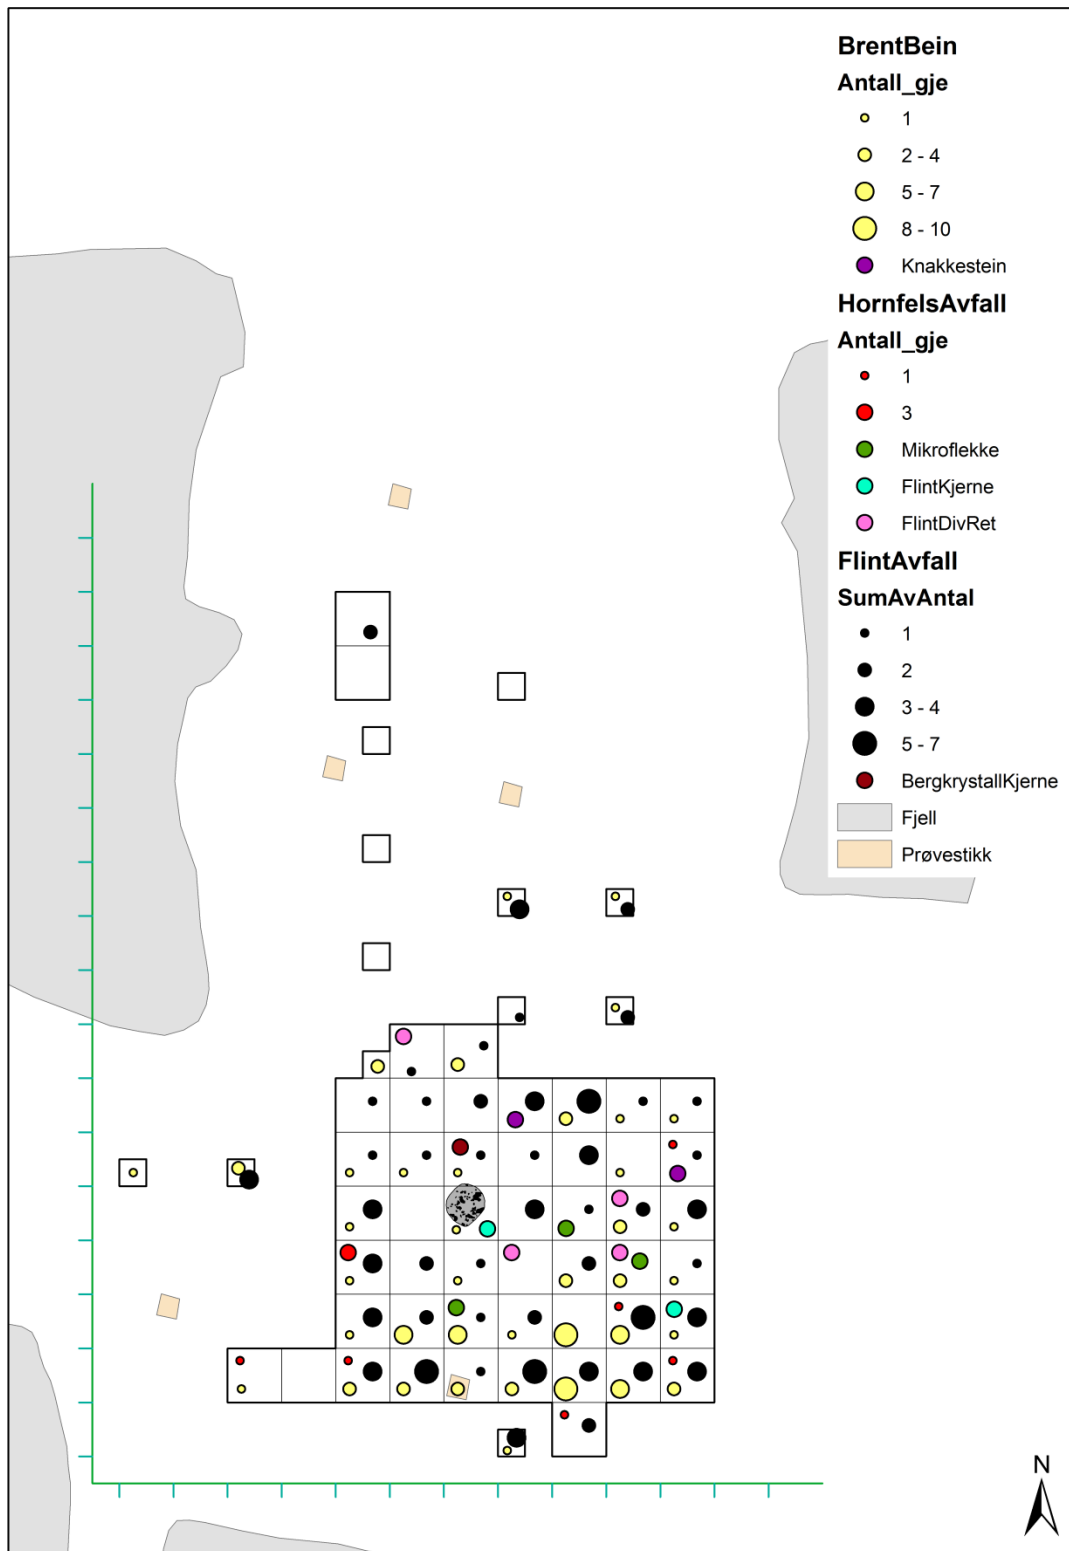 BrentBein
Antall_gje
1
2 - 4
5 - 7
8 - 10
Knakkestein
HornfelsAvfall
Antall_gje
1
3
Mikroflekke
FlintKjerne
FlintDivRet
FlintAvfall
SumAvAntal
1
2
3 - 4
5 - 7
BergkrystallKjerne
Fjell
Prøvestikk
N